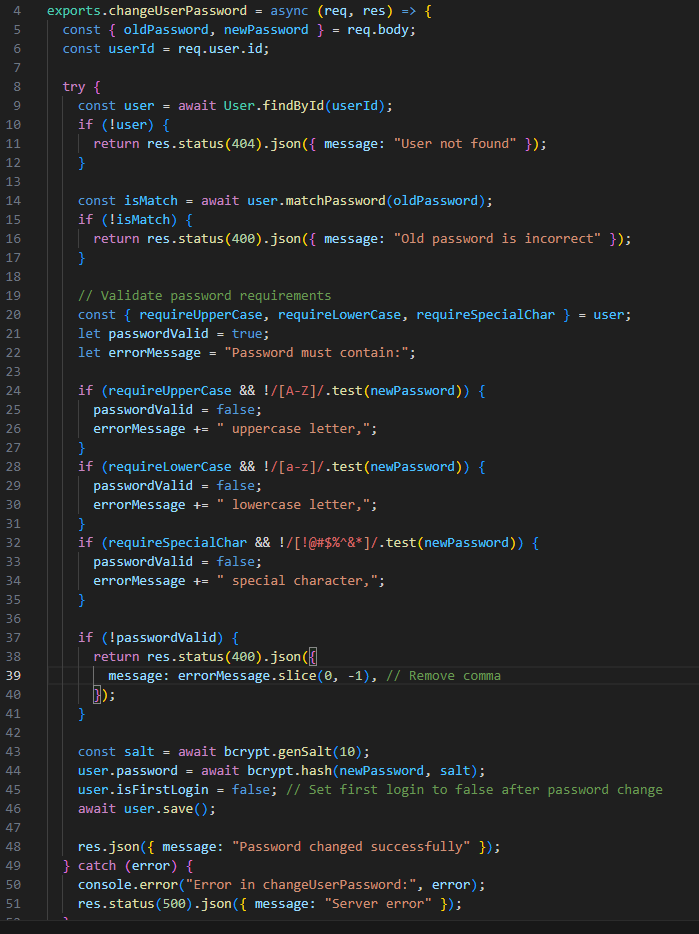 4 exports.changeUserPassword = async (req, res) => {
5 const { oldPassword, newPassword } = req.body;
6 const userId = req.user.id;
7
8 try {
9 const user = await User.findById(userId);
10 if (!user) {
11 return res.status(404).json({ message: "User not found" });
12 }
13
14 const isMatch = await user.matchPassword(oldPassword);
15 if (!isMatch) {
16 return res.status(400).json({ message: "Old password is incorrect" });
17 }
18
19 // Validate password requirements
20 const { requireUpperCase, requireLowerCase, requireSpecialChar } = user;
21 let passwordValid = true;
22 let errorMessage = "Password must contain:";
23
24 if (requireUpperCase && !/[A-Z]/.test(newPassword)) {
25 passwordValid = false;
26 errorMessage += " uppercase letter,";
27 }
28 if (requireLowerCase && !/[a-z]/.test(newPassword)) {
29 passwordValid = false;
30 errorMessage += " lowercase letter,";
31 }
32 if (requireSpecialChar && !/[!@#$%^&*]/.test(newPassword)) {
33 passwordValid = false;
34 errorMessage += " special character,";
35 }
36
37 if (!passwordValid) {
38 return res.status(400).json({
39 message: errorMessage.slice(0, -1), // Remove comma
40 });
41 }
42
43 const salt = await bcrypt.genSalt(10);
44 user.password = await bcrypt.hash(newPassword, salt);
45 user.isFirstLogin = false; // Set first login to false after password change
46 await user.save();
47
48 res.json({ message: "Password changed successfully" });
49 } catch (error) {
50 console.error("Error in changeUserPassword:", error);
51 res.status(500).json({ message: "Server error" });